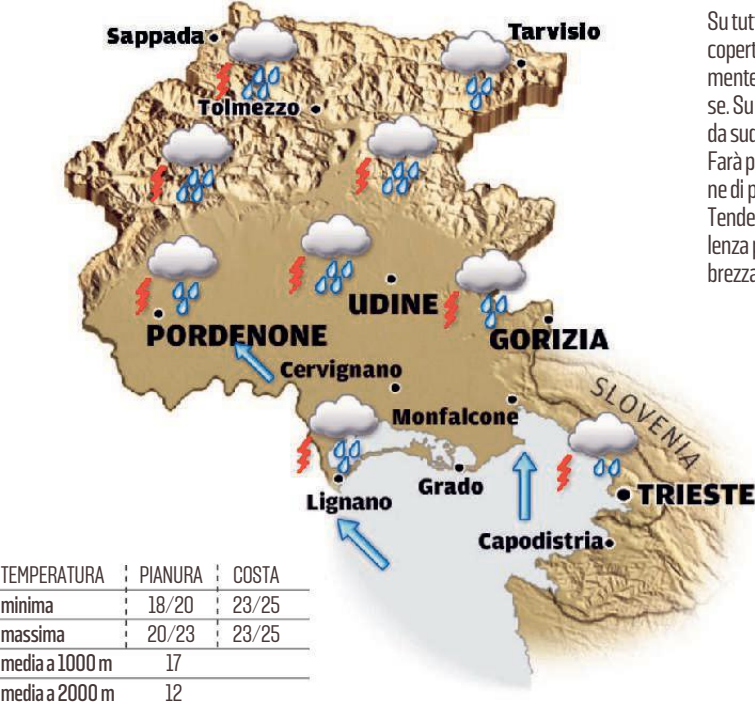 Sappada
Tarvisio
Tolmezzo
UDINE
PORDENONE
GORIZIA
Cervignano
SLOVENIA
Monfalcone
Grado
TRIESTE
Lignano
Capodistria
TEMPERATURA PIANURA COSTA
minima 18/20 23/25
massima 20/23 23/25
media a 1000 m 17
media a 2000 m 12
Su tut
copert
mente
se. Su
da sud
Farà p
ne di p
Tende
lenza p
brezza